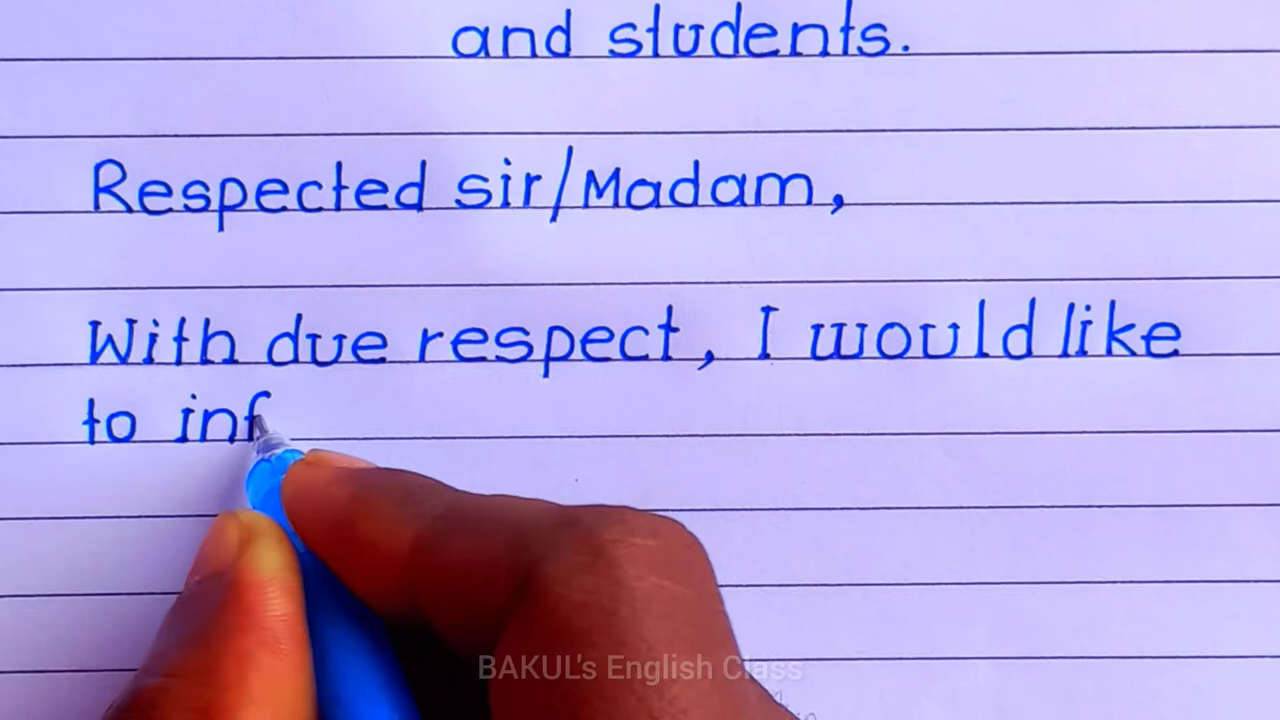 and students.
Respected sir/Madam,
With due respect, I would like
to inf
BAKUL's English Class